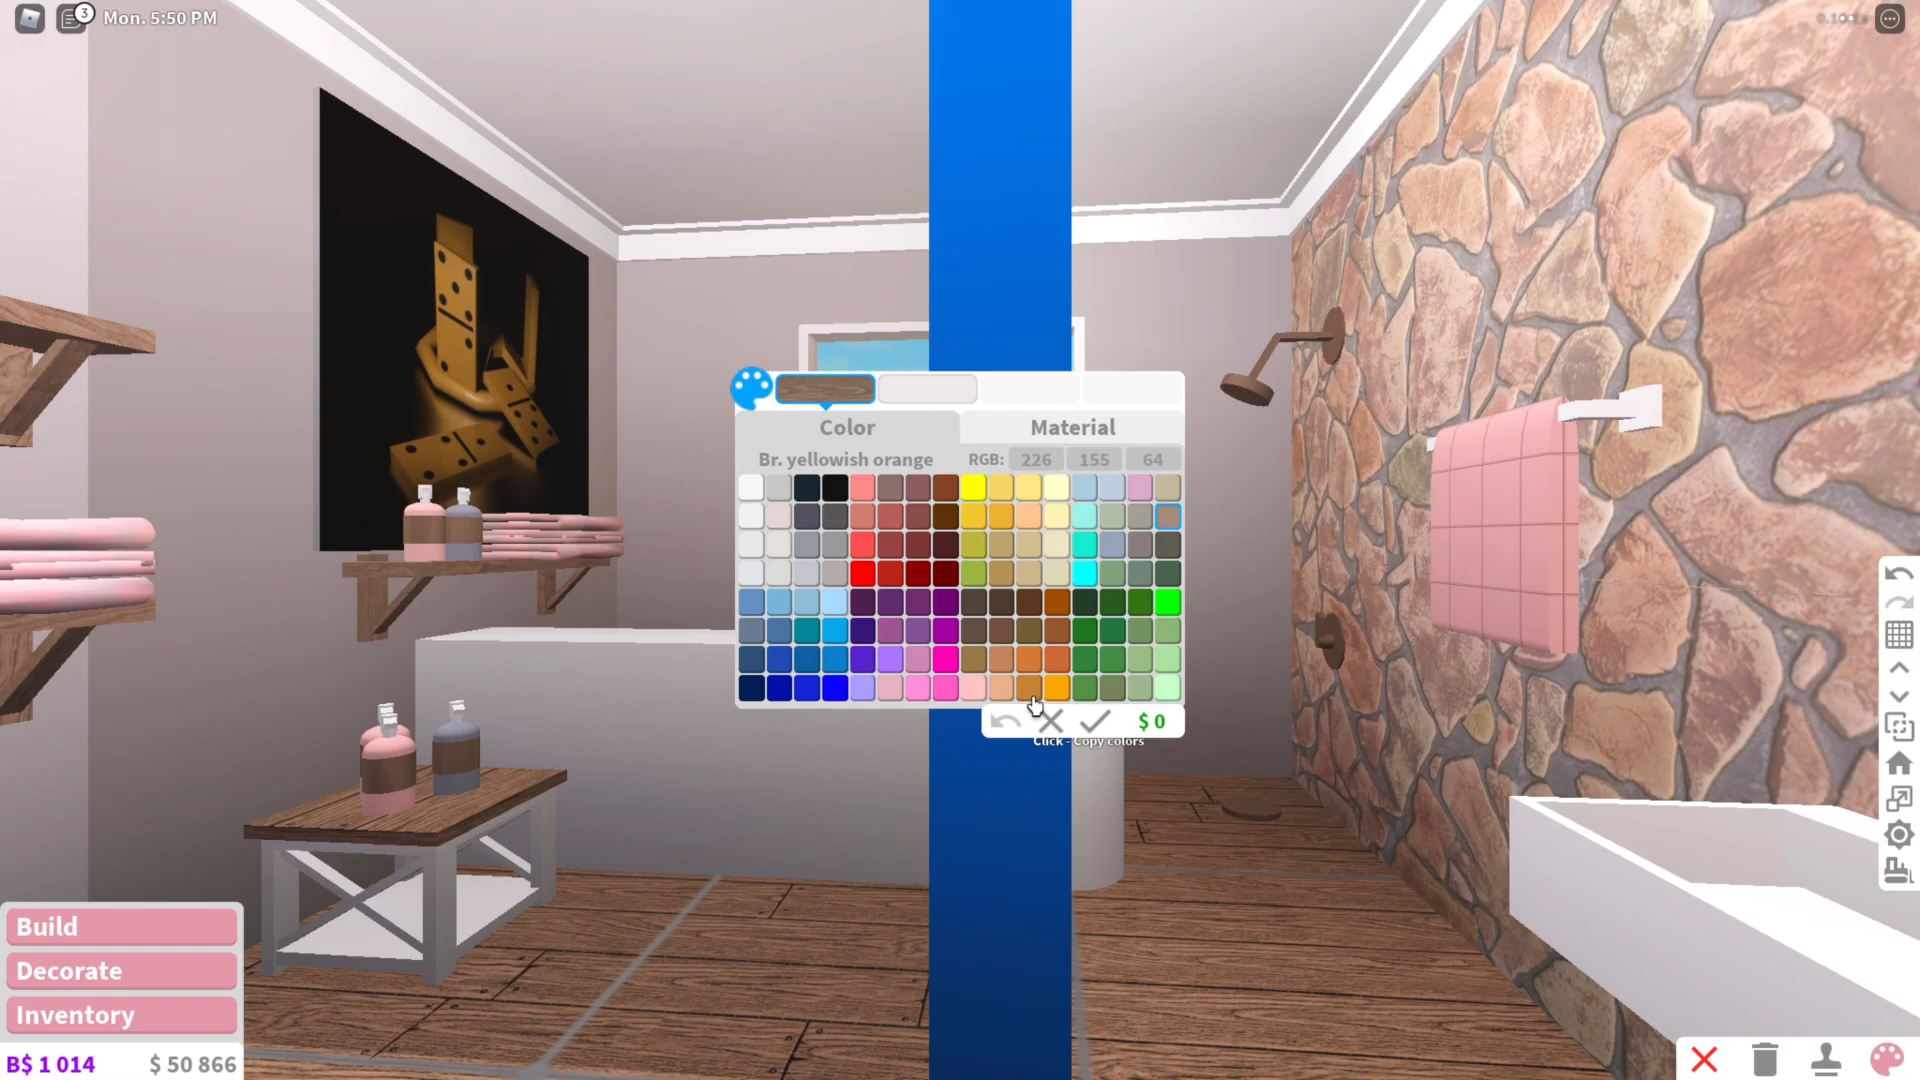 3
Mon. 5:50 PM
Color
Material
Br. yellowish orange
RGB: 226 155 64
$ 0
Click - Copy colors
Build
Decorate
Inventory
B$ 1 014
$ 50 866